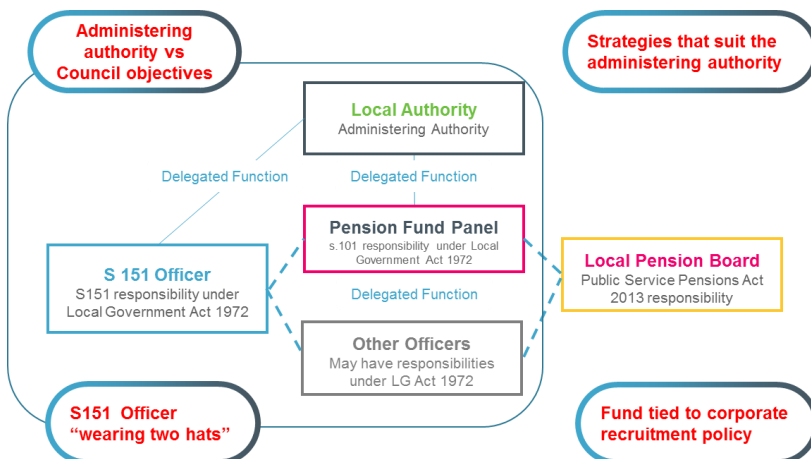 Administering
authority vs
Council objectives
Strategies that suit the
administering authority
Local Authority
Administering Authority
Delegated Function
Delegated Function
Pension Fund Panel
s.101 responsibility under Local
Government Act 1972
S 151 Officer
S151 responsibility under
Local Government Act 1972
Local Pension Board
Public Service Pensions Act
2013 responsibility
Delegated Function
Other Officers
May have responsibilities
under LG Act 1972
S151 Officer
“wearing two hats”
Fund tied to corporate
recruitment policy